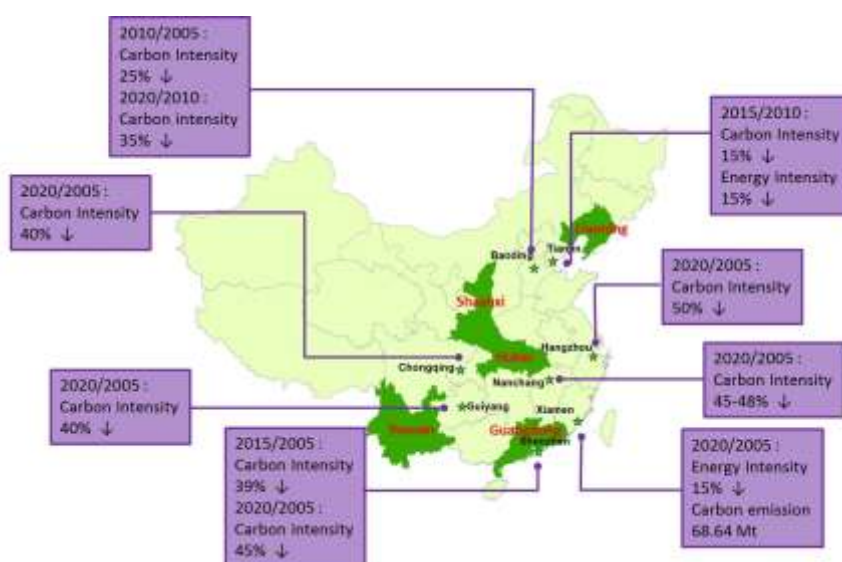 2010/2005 :
Carbon Intensity
25% ↓
2020/2010 :
Carbon intensity
35% ↓
2015/2010 :
Carbon Intensity
15% ↓
Energy Intensity
15% ↓
2020/2005 :
Carbon Intensity
40% ↓
Liaoning
Baoding
Tianjin
2020/2005 :
Carbon Intensity
50% ↓
Shaanxi
Hangzhou
Hubei
Chongqing
2020/2005 :
Carbon Intensity
45-48% ↓
Nanchang
2020/2005 :
Carbon Intensity
40% ↓
Guiyang
Xiamen
Yunnan
Guangdong
Shenzhen
2015/2005 :
Carbon Intensity
39% ↓
2020/2005 :
Carbon Intensity
45% ↓
2020/2005 :
Energy Intensity
15% ↓
Carbon emission
68.64 Mt